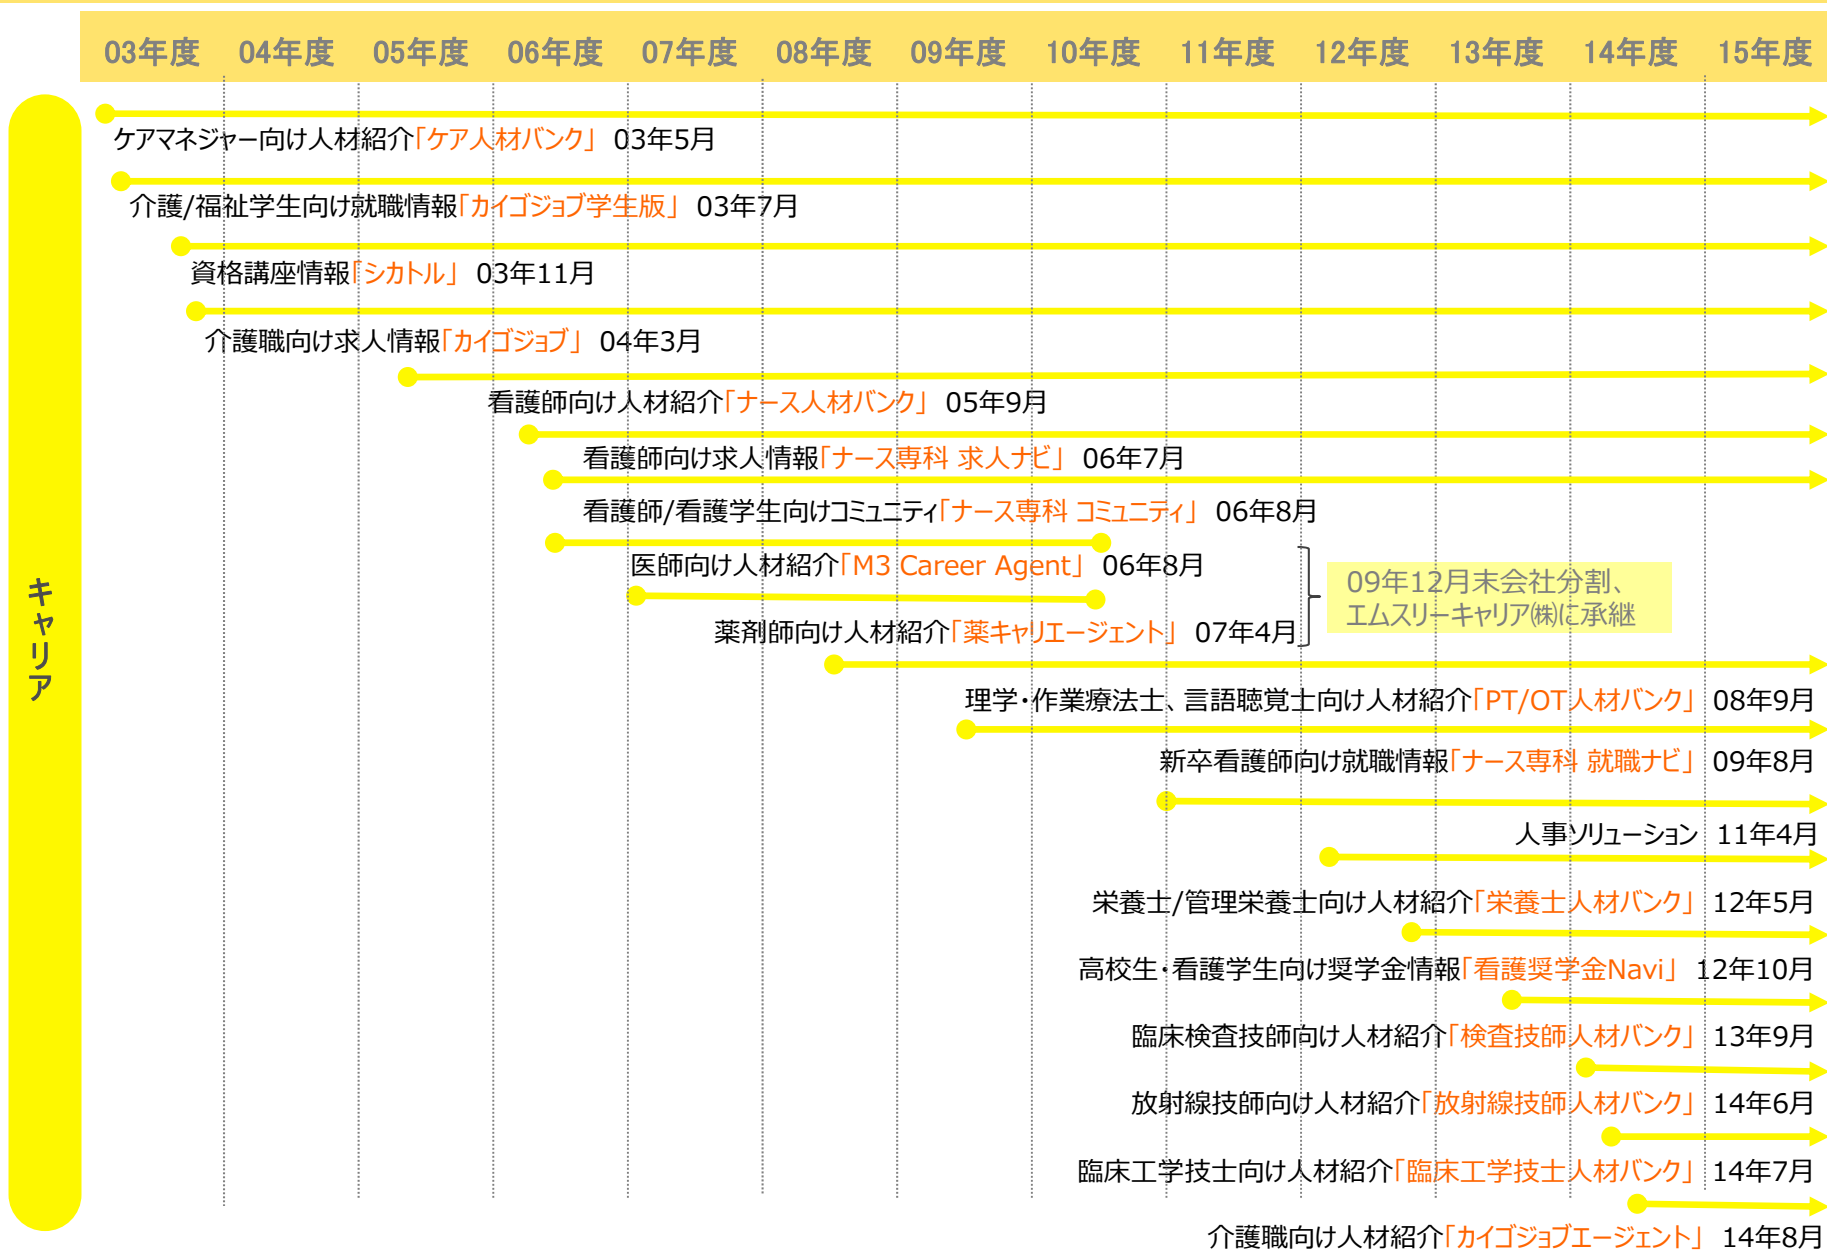 03年度 04年度 05年度 06年度 07年度 08年度 09年度 10年度 11年度 12年度 13年度 14年度 15年度
キャリア
ケアマネジャー向け人材紹介「ケア人材バンク」 03年5月
介護/福祉学生向け就職情報「カイゴジョブ学生版」 03年7月
資格講座情報「シカトル」 03年11月
介護職向け求人情報「カイゴジョブ」 04年3月
看護師向け人材紹介「ナース人材バンク」 05年9月
看護師向け求人情報「ナース専科 求人ナビ」 06年7月
看護師/看護学生向けコミュニティ「ナース専科 コミュニティ」 06年8月
医師向け人材紹介「M3 Career Agent」 06年8月
薬剤師向け人材紹介「薬キャリエージェント」 07年4月
09年12月末会社分割、
エムスリーキャリア㈱に承継
理学・作業療法士、言語聴覚士向け人材紹介「PT/OT人材バンク」 08年9月
新卒看護師向け就職情報「ナース専科 就職ナビ」 09年8月
人事ソリューション 11年4月
栄養士/管理栄養士向け人材紹介「栄養士人材バンク」 12年5月
高校生・看護学生向け奨学金情報「看護奨学金Navi」 12年10月
臨床検査技師向け人材紹介「検査技師人材バンク」 13年9月
放射線技師向け人材紹介「放射線技師人材バンク」 14年6月
臨床工学技士向け人材紹介「臨床工学技士人材バンク」 14年7月
介護職向け人材紹介「カイゴジョブエージェント」 14年8月